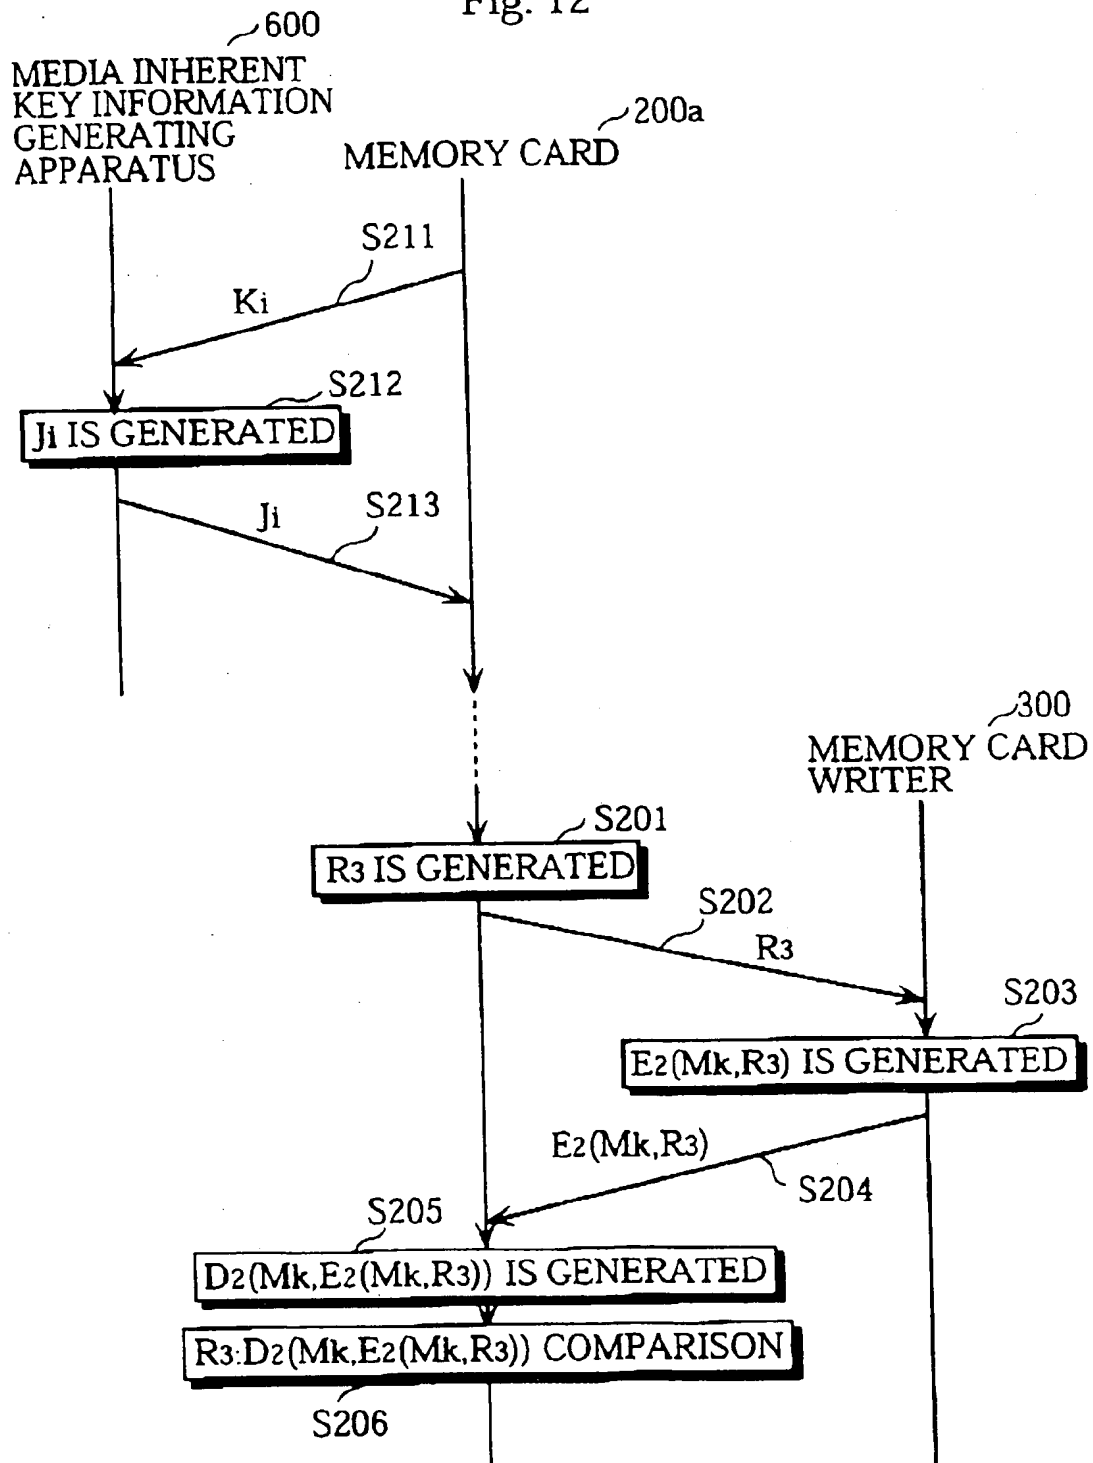 Fig. 12
600
MEDIA INHERENT
KEY INFORMATION
GENERATING
APPARATUS
200a
MEMORY CARD
S211
Ki
S212
Ji IS GENERATED
Ji
S213
300
MEMORY CARD
WRITER
S201
R3 IS GENERATED
S202
R3
S203
E2(Mk,R3) IS GENERATED
E2(Mk,R3)
S204
S205
D2(Mk,E2(Mk,R3)) IS GENERATED
R3:D2(Mk,E2(Mk,R3)) COMPARISON
S206